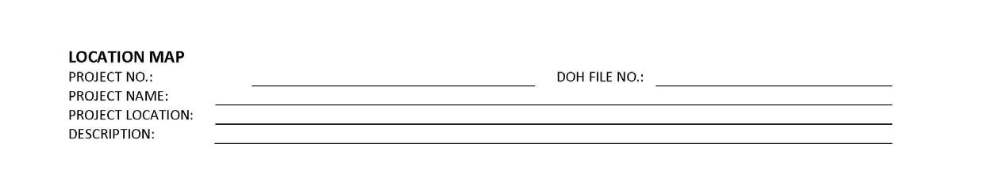 LOCATION MAP
PROJECT NO.: DOH FILE NO.:
PROJECT NAME:
PROJECT LOCATION:
DESCRIPTION: